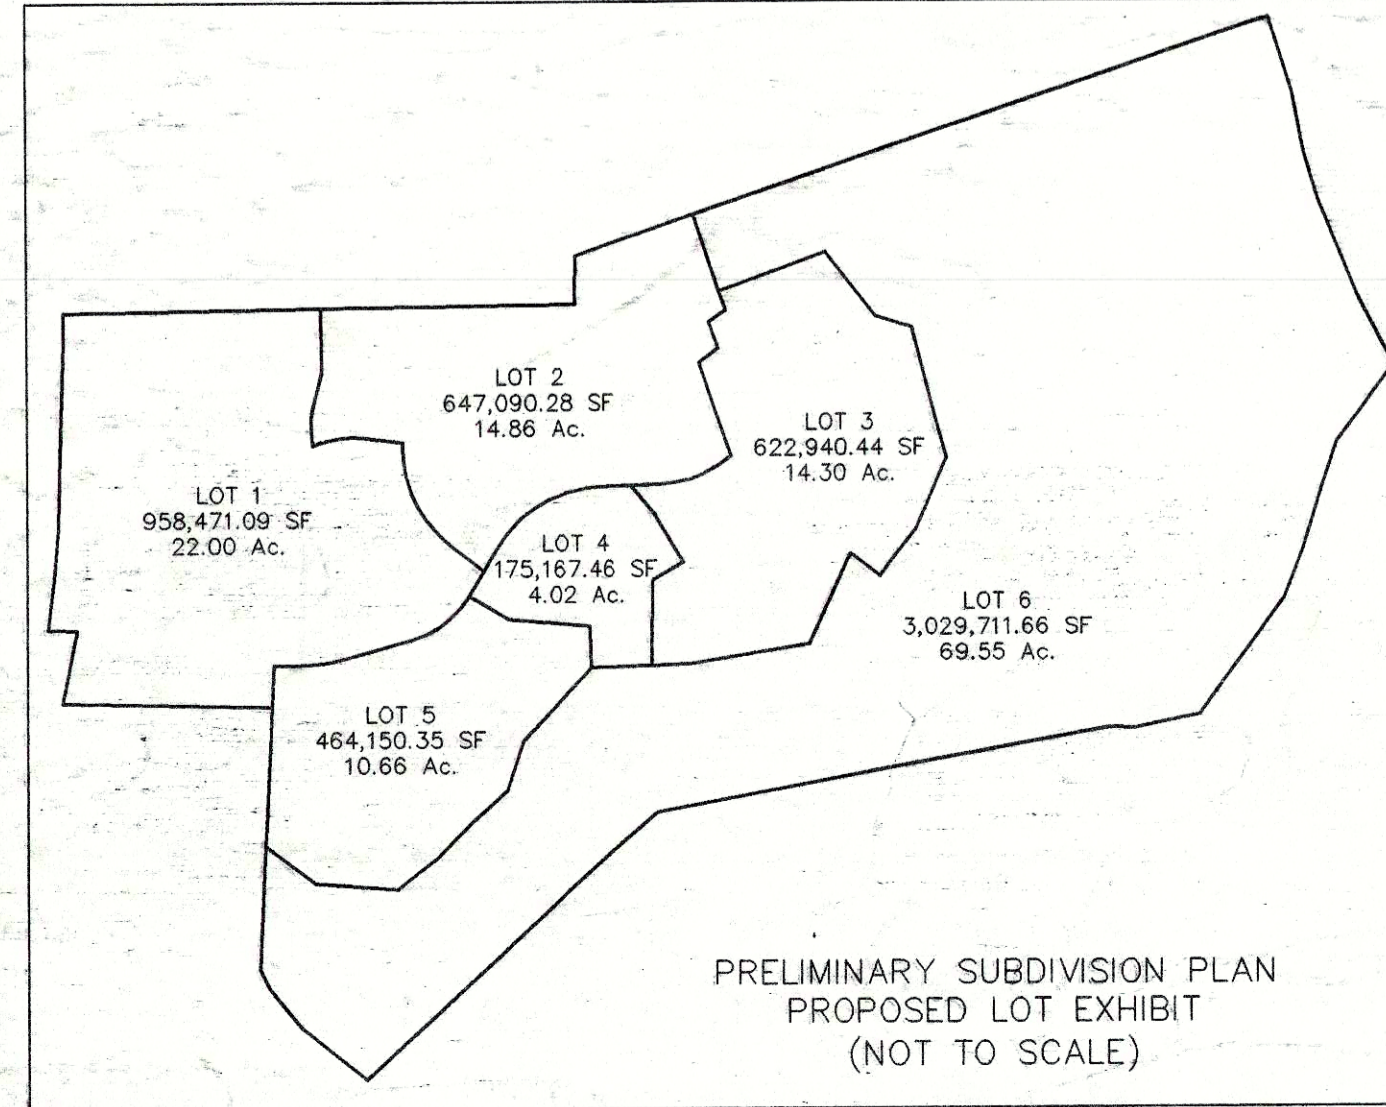 LOT 2
647,090.28 SF
14.86 Ac.
LOT 3
622,940.44 SF
14.30 Ac.
LOT 1
958,471.09 SF
22.00 Ac.
LOT 4
175,167.46 SF
4.02 Ac.
LOT 6
3,029,711.66 SF
69.55 Ac.
LOT 5
464,150.35 SF
10.66 Ac.
PRELIMINARY SUBDIVISION PLAN
PROPOSED LOT EXHIBIT
(NOT TO SCALE)